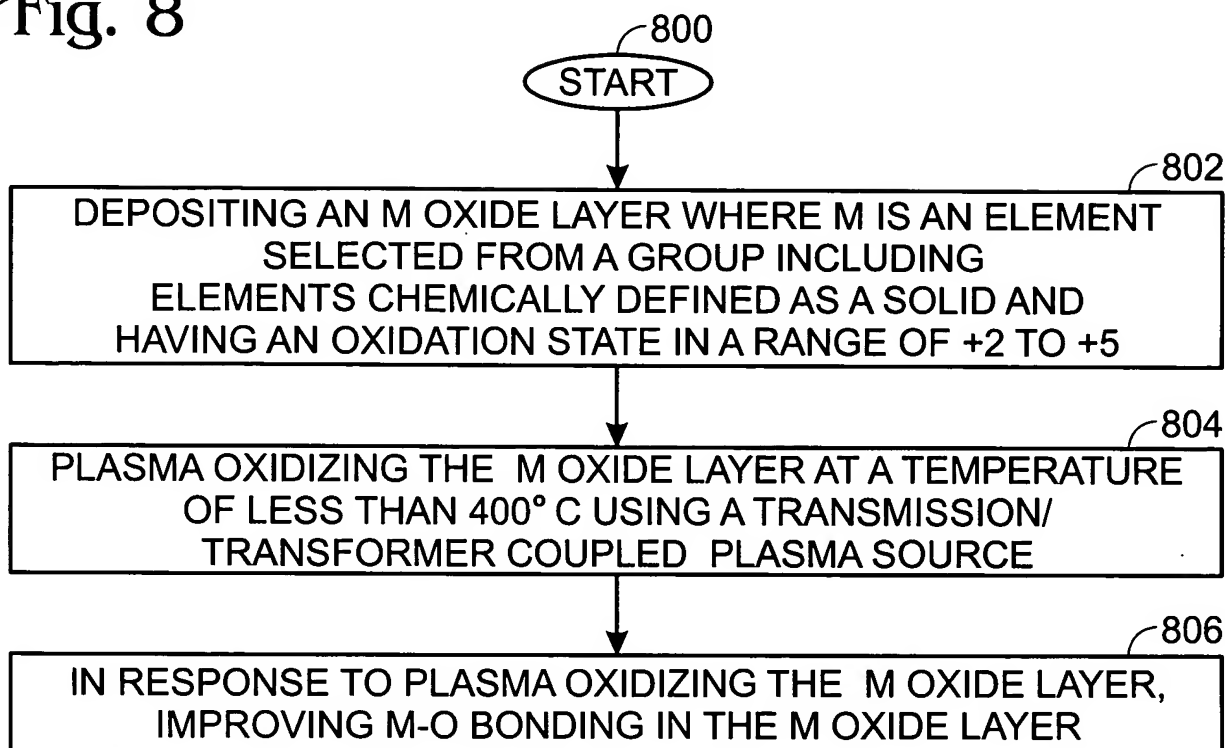 Fig. 8
800
START
802
DEPOSITING AN M OXIDE LAYER WHERE M IS AN ELEMENT
SELECTED FROM A GROUP INCLUDING
ELEMENTS CHEMICALLY DEFINED AS A SOLID AND
HAVING AN OXIDATION STATE IN A RANGE OF +2 TO +5
804
PLASMA OXIDIZING THE M OXIDE LAYER AT A TEMPERATURE
OF LESS THAN 400° C USING A TRANSMISSION/
TRANSFORMER COUPLED PLASMA SOURCE
806
IN RESPONSE TO PLASMA OXIDIZING THE M OXIDE LAYER,
IMPROVING M-O BONDING IN THE M OXIDE LAYER